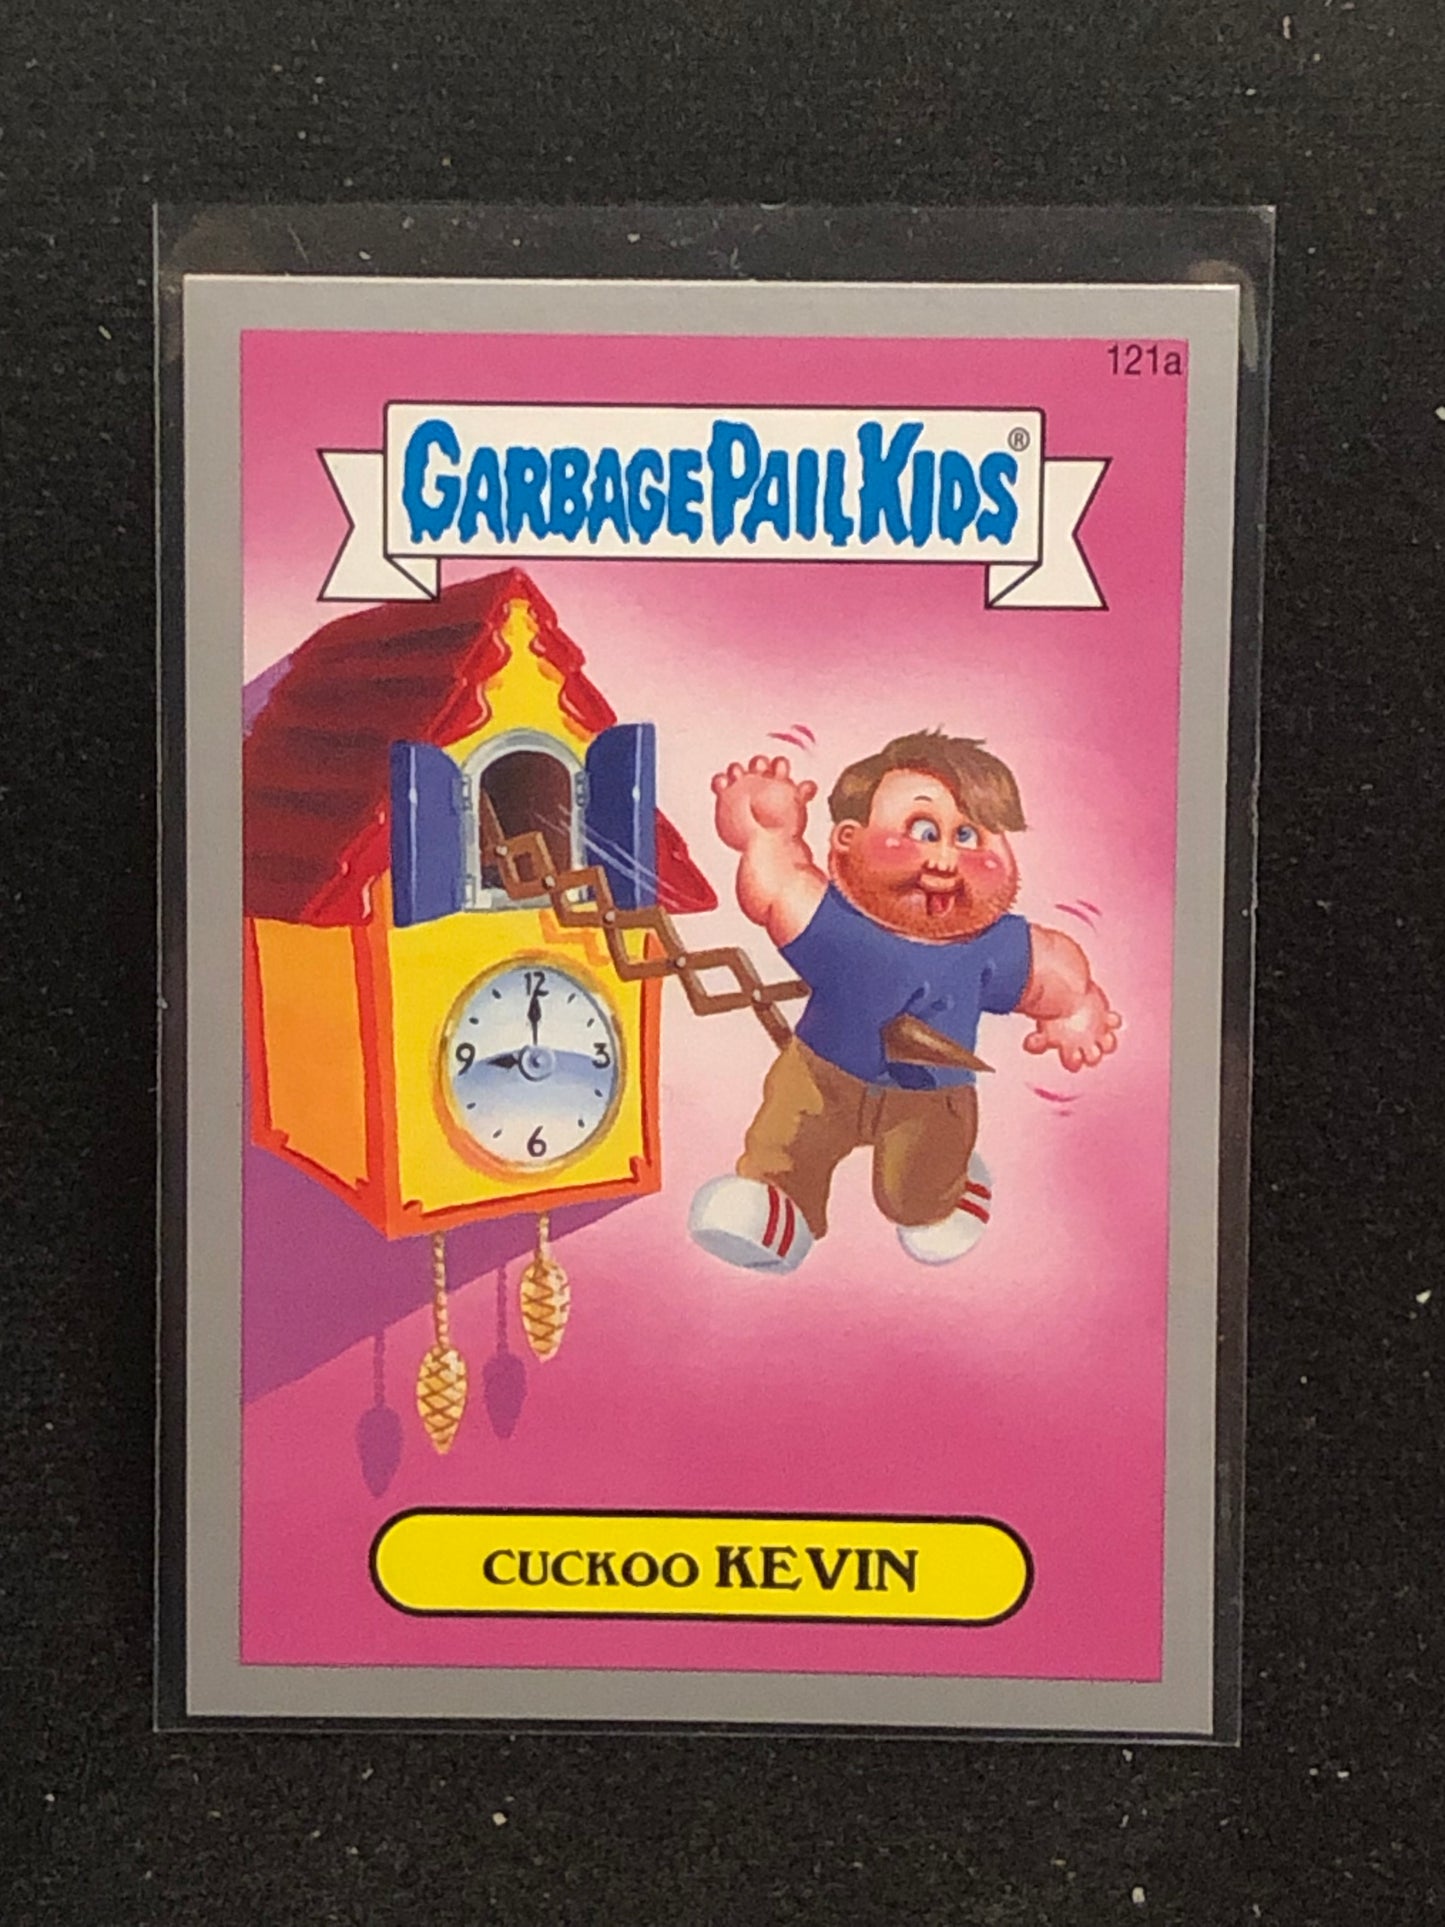 121a
GARBAGE PAIL KIDS®
12
9 3
6
CUCKOO KEVIN